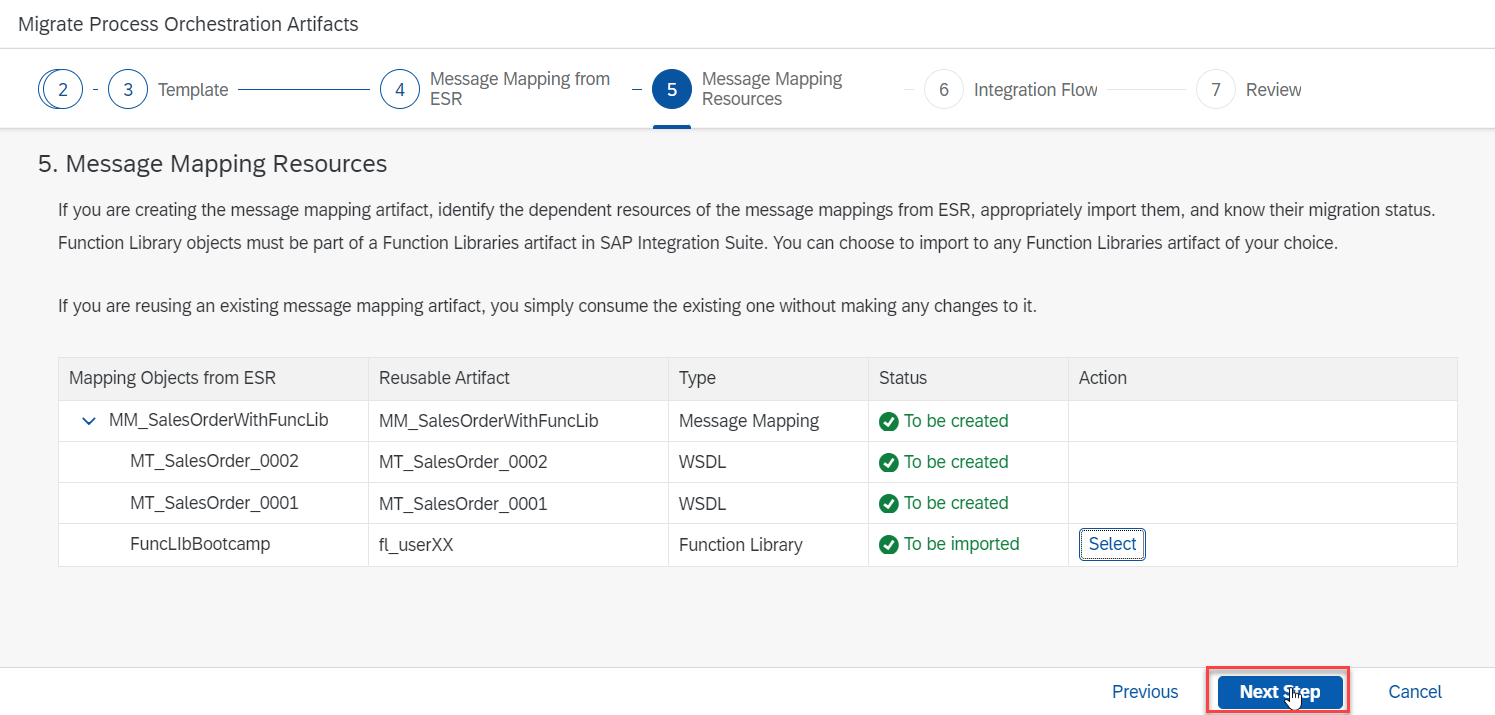 Migrate Process Orchestration Artifacts
2
3
Template
4
Message Mapping from
ESR
5
Message Mapping
Resources
6
Integration Flow
7
Review
5. Message Mapping Resources
If you are creating the message mapping artifact, identify the dependent resources of the message mappings from ESR, appropriately import them, and know their migration status.
Function Library objects must be part of a Function Libraries artifact in SAP Integration Suite. You can choose to import to any Function Libraries artifact of your choice.
If you are reusing an existing message mapping artifact, you simply consume the existing one without making any changes to it.
Mapping Objects from ESR Reusable Artifact Type Status Action
MM_SalesOrderWithFuncLib MM_SalesOrderWithFuncLib Message Mapping To be created
MT_SalesOrder_0002 MT_SalesOrder_0002 WSDL To be created
MT_SalesOrder_0001 MT_SalesOrder_0001 WSDL To be created
FuncLIbBootcamp fl_userXX Function Library To be imported Select
Previous Next Step Cancel